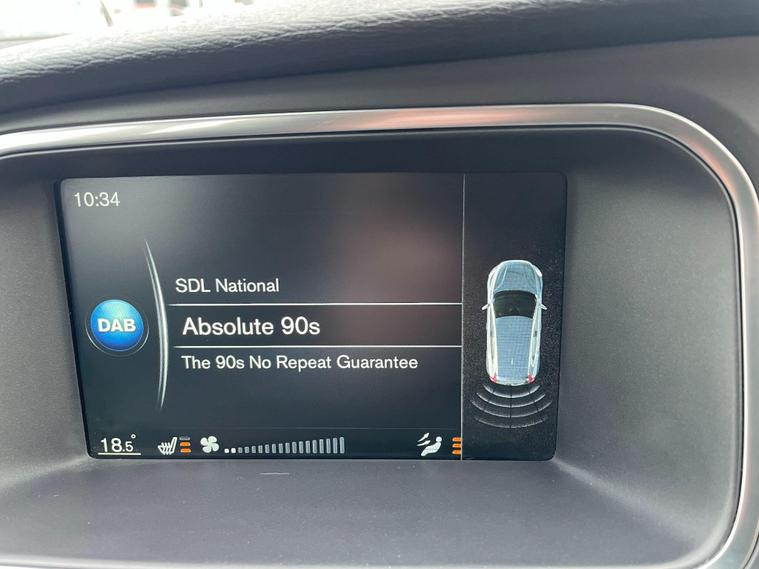 10:34
SDL National
DAB
Absolute 90s
The 90s No Repeat Guarantee
18.5°